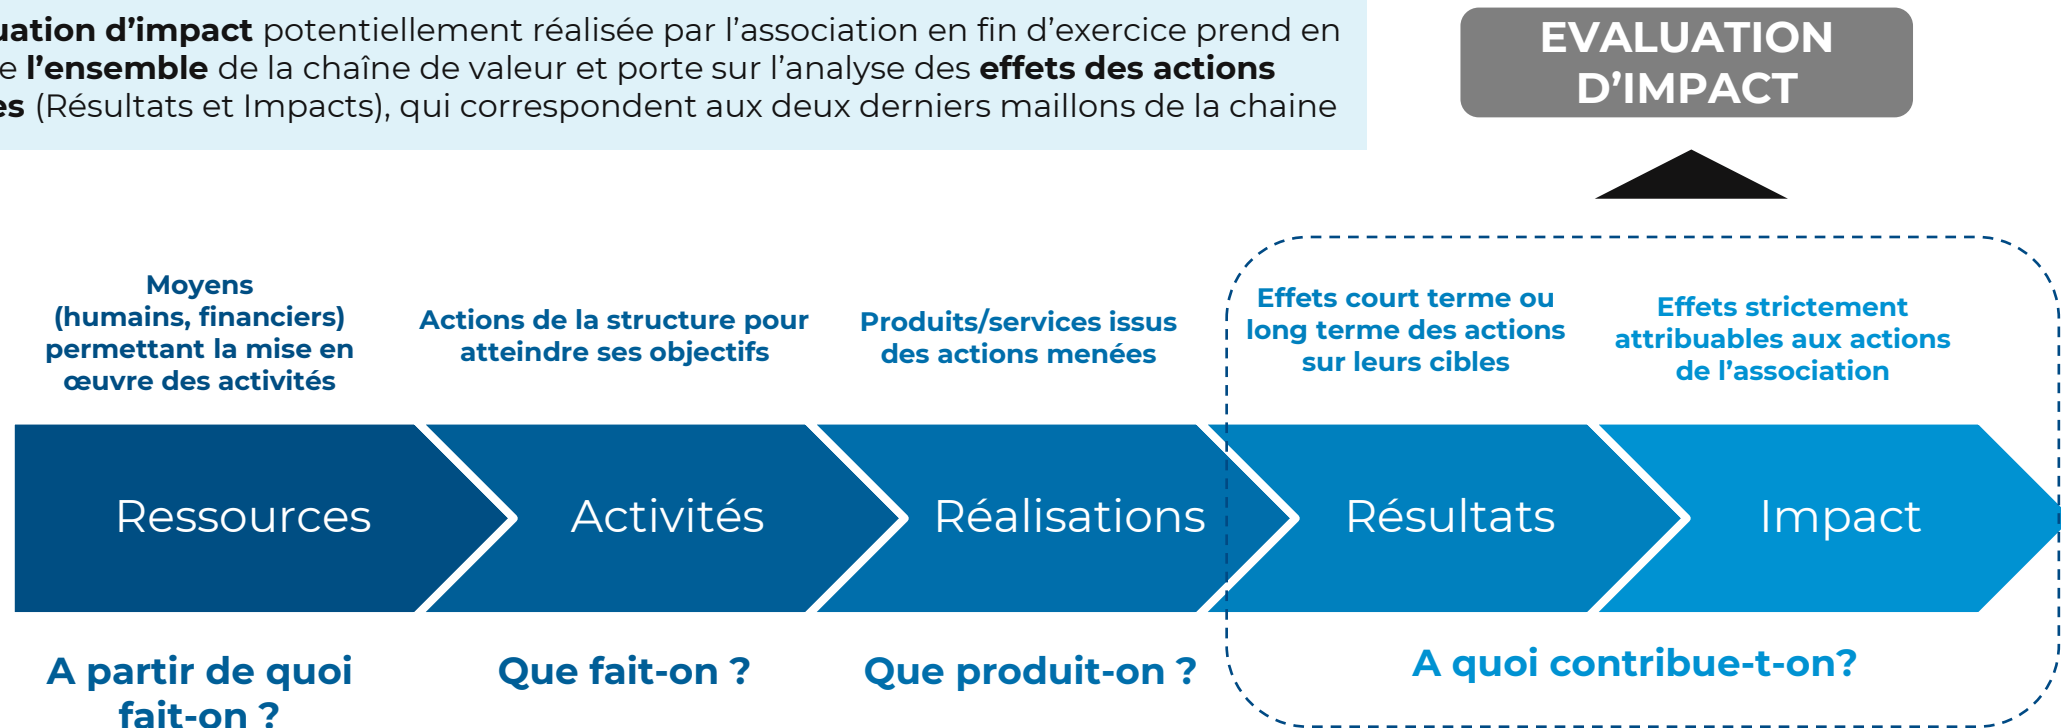 uation d’impact potentiellement réalisée par l’association en fin d’exercice prend en
e l’ensemble de la chaîne de valeur et porte sur l’analyse des effets des actions
es (Résultats et Impacts), qui correspondent aux deux derniers maillons de la chaine
EVALUATION
D’IMPACT
Moyens
(humains, financiers)
permettant la mise en
œuvre des activités
Actions de la structure pour
atteindre ses objectifs
Produits/services issus
des actions menées
Effets court terme ou
long terme des actions
sur leurs cibles
Effets strictement
attribuables aux actions
de l’association
Ressources
Activités
Réalisations
Résultats
Impact
A partir de quoi
fait-on ?
Que fait-on ?
Que produit-on ?
A quoi contribue-t-on?